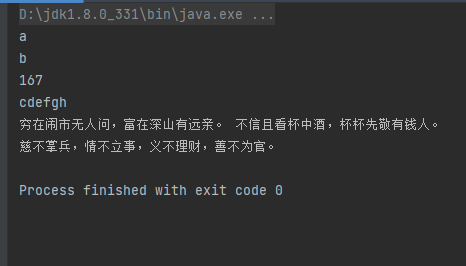 D:\jdk1.8.0_331\bin\java.exe ...
a
b
167
cdefgh
穷在闹市无人问，富在深山有远亲。 不信且看杯中酒，杯杯先敬有钱人。
慈不掌兵，情不立事，义不理财，善不为官。
Process finished with exit code 0